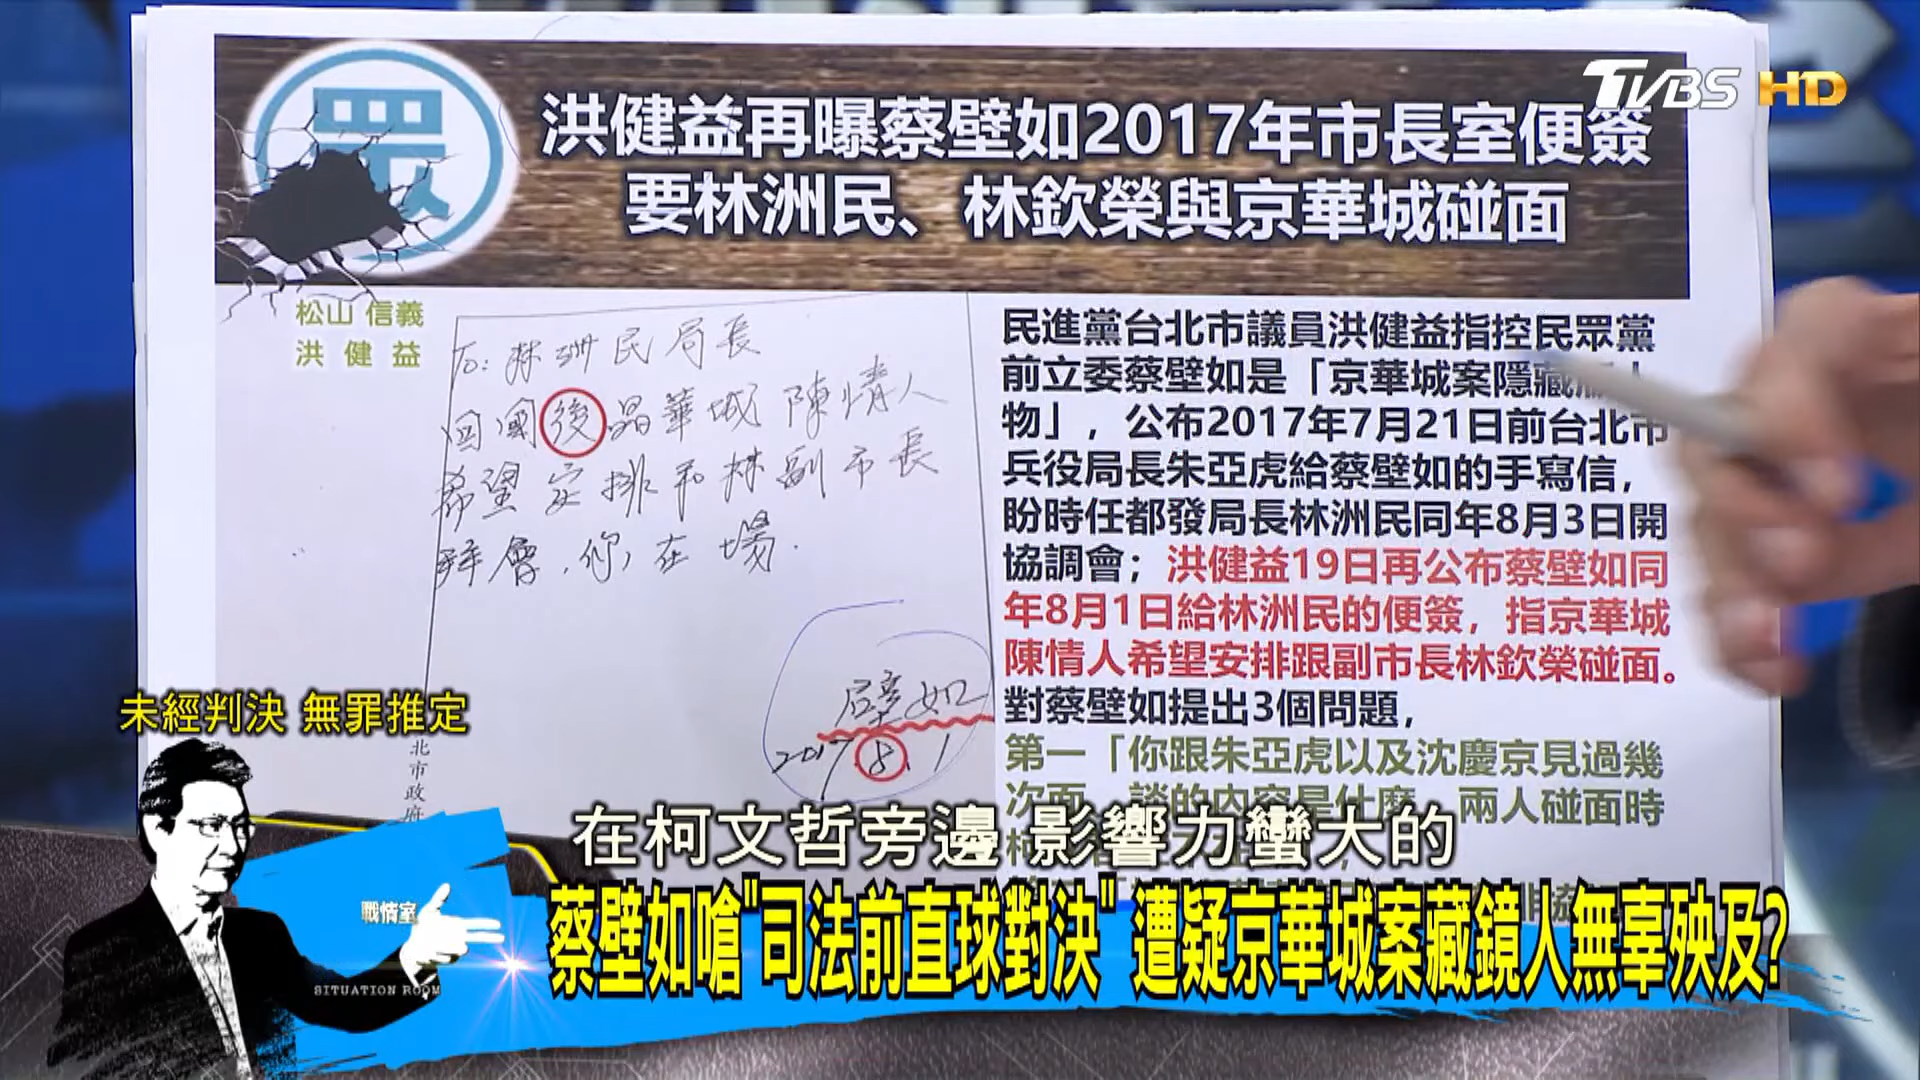 TVBS HD
眾
洪健益再曝蔡壁如2017年市長室便簽
要林洲民、林欽榮與京華城碰面
松山 信義
洪 健 益
To: 林洲民局長
回國後晶華城陳情人
希望安排和林副市長
拜會,你在場.
壁如
2017 8. 1
北市政府
民進黨台北市議員洪健益指控民眾黨
前立委蔡壁如是「京華城案隱藏
物」,公布2017年7月21日前台北市
兵役局長朱亞虎給蔡壁如的手寫信,
盼時任都發局長林洲民同年8月3日開
協調會;洪健益19日再公布蔡壁如同
年8月1日給林洲民的便簽,指京華城
陳情人希望安排跟副市長林欽榮碰面。
對蔡壁如提出3個問題,
第一「你跟朱亞虎以及沈慶京見過幾
次面、談的內容是什麼、兩人碰面時
未經判決 無罪推定
戰情室
SITUATION ROOM
在柯文哲旁邊 影響力蠻大的
蔡壁如嗆"司法前直球對決" 遭疑京華城案藏鏡人無辜殃及?